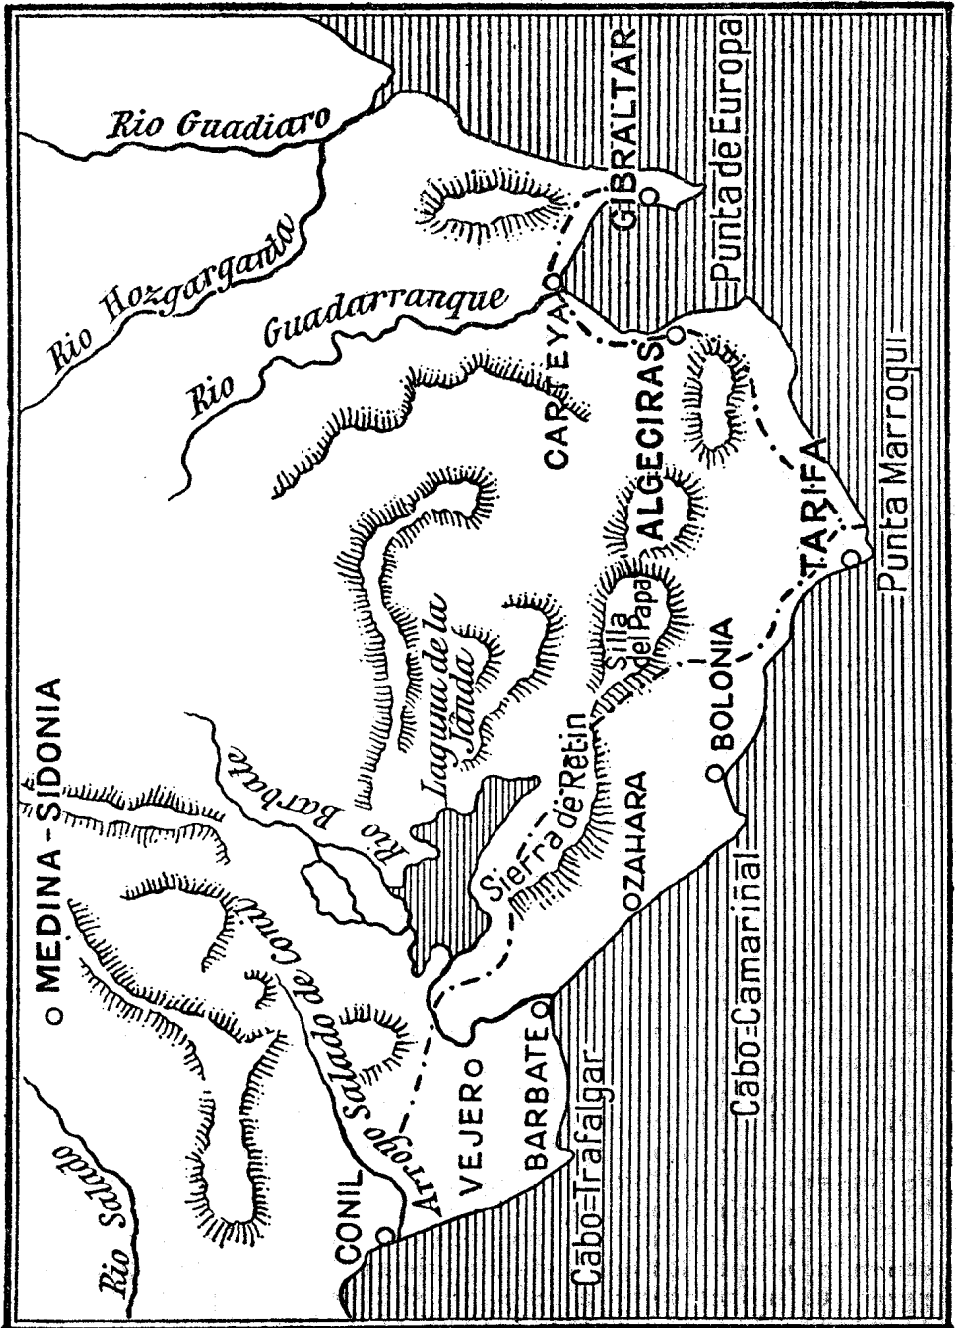 Rio Salado
MEDINA-SIDONIA
Rio Hozgarganta
Rio Guadiaro
Arroyo Salado de Conil
Rio Barbate
Rio Guadarranque
CONIL
Laguna de la
Janda
VEJER
Sierra de Retin
CARTEYA
BARBATE
Silla
del Papa
ALGECIRAS
GIBRALTAR
ZAHARA
Cabo Trafalgar
BOLONIA
Punta de Europa
Cabo Camariñal
TARIFA
Punta Marroqui